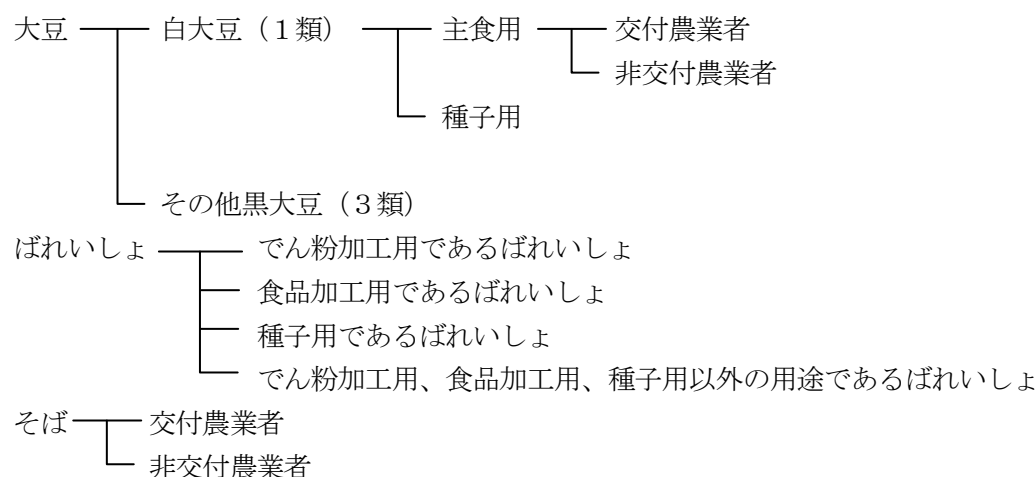 大豆 白大豆（１類） 主食用 交付農業者
非交付農業者
種子用
その他黒大豆（３類）
ばれいしょ でん粉加工用であるばれいしょ
食品加工用であるばれいしょ
種子用であるばれいしょ
でん粉加工用、食品加工用、種子用以外の用途であるばれいしょ
そば 交付農業者
非交付農業者